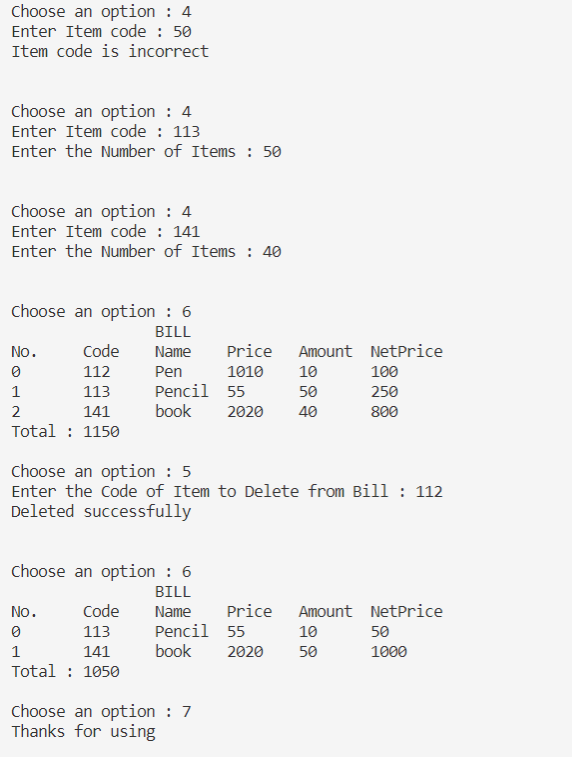 Choose an option : 4
Enter Item code : 50
Item code is incorrect
Choose an option : 4
Enter Item code : 113
Enter the Number of Items : 50
Choose an option : 4
Enter Item code : 141
Enter the Number of Items : 40
Choose an option : 6
BILL
No. Code Name Price Amount NetPrice
0 112 Pen 1010 10 100
1 113 Pencil 55 50 250
2 141 book 2020 40 800
Total : 1150
Choose an option : 5
Enter the Code of Item to Delete from Bill : 112
Deleted successfully
Choose an option : 6
BILL
No. Code Name Price Amount NetPrice
0 113 Pencil 55 10 50
1 141 book 2020 50 1000
Total : 1050
Choose an option : 7
Thanks for using